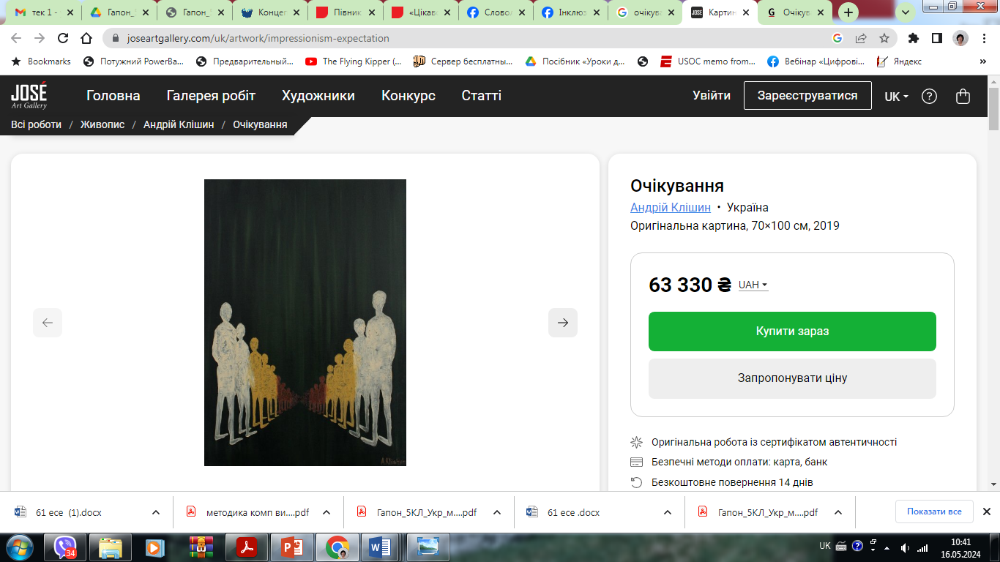 тек 1 -
Гапон_
Гапон_
Концеп
Півник
«Цікав
Слово
Інклюз
очікув
Картин
Очікув
joseartgallery.com/uk/artwork/impressionism-expectation
Bookmarks
Потужний PowerBa...
Предварительный...
The Flying Kipper (...
Сервер бесплатны...
Посібник «Уроки д...
USOC memo from...
Вебінар «Цифрові...
Яндекс
JOSÉ
Art Gallery
Головна
Галерея робіт
Художники
Конкурс
Статті
Увійти
Зареєструватися
UK
Всі роботи / Живопис / Андрій Клішин / Очікування
Очікування
Андрій Клішин • Україна
Оригінальна картина, 70×100 см, 2019
63 330 ₴ UAH
Купити зараз
Запропонувати ціну
Оригінальна робота із сертифікатом автентичності
Безпечні методи оплати: карта, банк
Безкоштовне повернення 14 днів
61 есе (1).docx
методика комп ви....pdf
Гапон_5КЛ_Укр_м....pdf
61 есе .docx
Гапон_5КЛ_Укр_м....pdf
Показати все
34
UK
10:41
16.05.2024